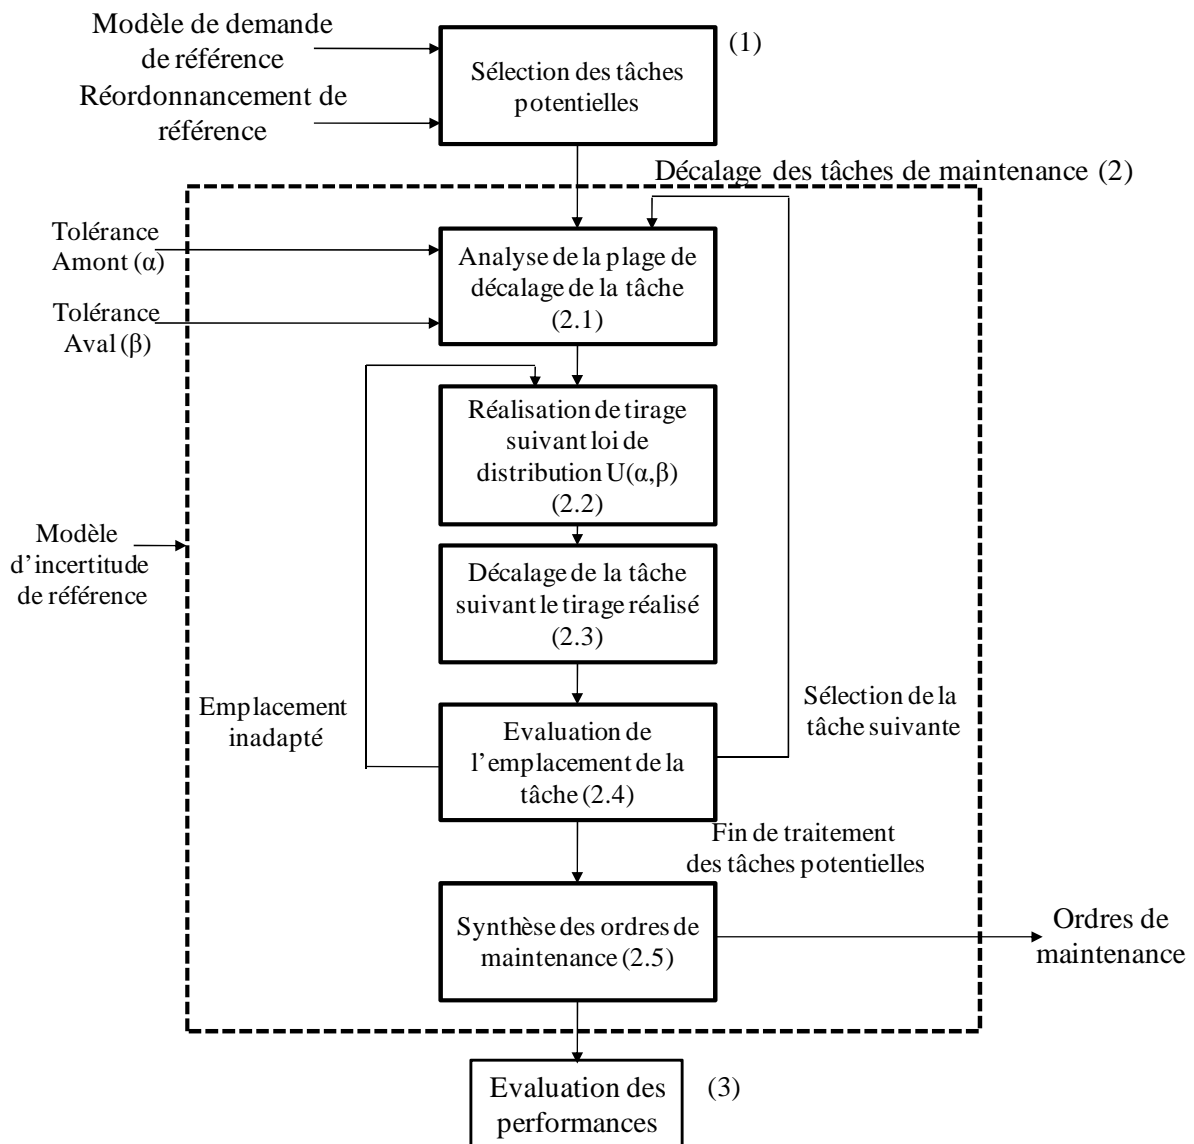 Modèle de demande
de référence
Réordonnancement de
référence
Sélection des tâches
potentielles
(1)
Décalage des tâches de maintenance (2)
Tolérance
Amont (α)
Tolérance
Aval (β)
Analyse de la plage de
décalage de la tâche
(2.1)
Réalisation de tirage
suivant loi de
distribution U(α,β)
(2.2)
Modèle
d'incertitude
de référence
Décalage de la tâche
suivant le tirage réalisé
(2.3)
Emplacement
inadapté
Sélection de la
tâche suivante
Evaluation de
l'emplacement de la
tâche (2.4)
Fin de traitement
des tâches potentielles
Synthèse des ordres de
maintenance (2.5)
Ordres de
maintenance
Evaluation des
performances
(3)